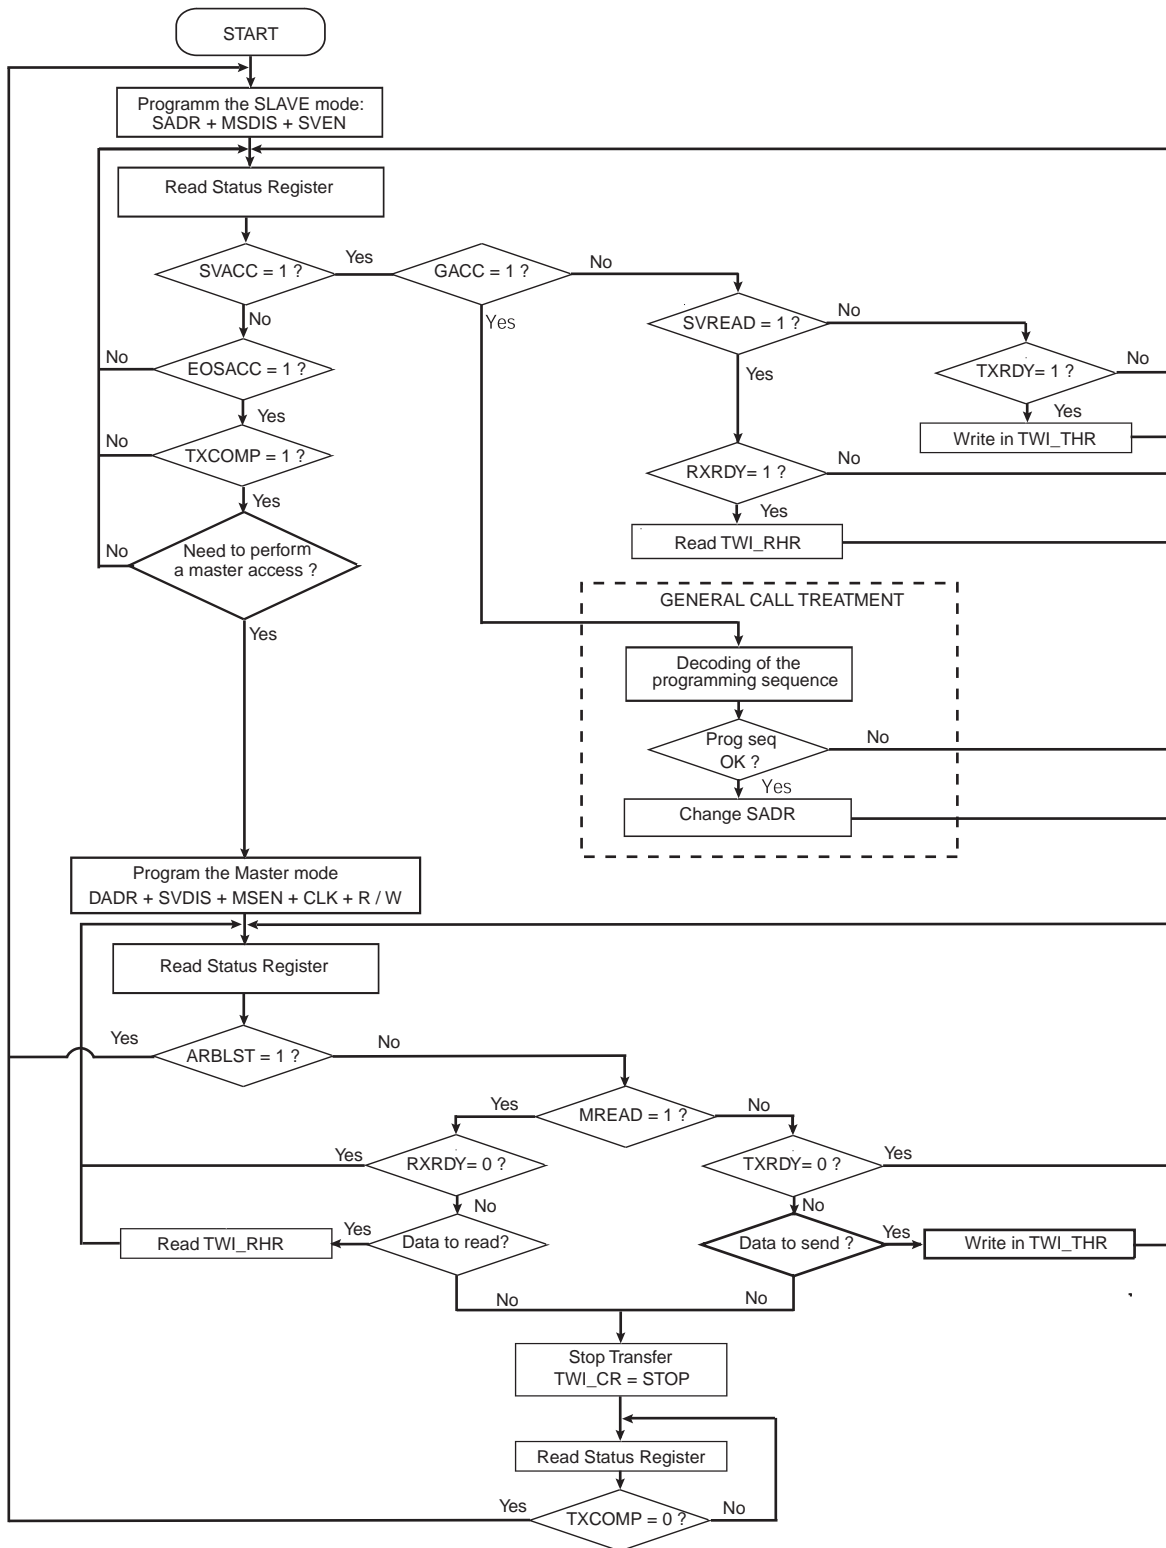 START
Programm the SLAVE mode:
SADR + MSDIS + SVEN
Read Status Register
SVACC = 1 ?
Yes
GACC = 1 ?
No
No
Yes
SVREAD = 1 ?
No
No
EOSACC = 1 ?
Yes
TXRDY= 1 ?
No
Yes
Yes
Write in TWI_THR
No
TXCOMP = 1 ?
RXRDY= 1 ?
No
Yes
Yes
Read TWI_RHR
No
Need to perform
a master access ?
GENERAL CALL TREATMENT
Yes
Decoding of the
programming sequence
Prog seq
OK ?
No
Yes
Change SADR
Program the Master mode
DADR + SVDIS + MSEN + CLK + R / W
Read Status Register
Yes
ARBLST = 1 ?
No
Yes
MREAD = 1 ?
No
Yes
RXRDY= 0 ?
TXRDY= 0 ?
Yes
No
No
Read TWI_RHR
Yes
Data to read?
Data to send ?
Yes
Write in TWI_THR
No
No
Stop Transfer
TWI_CR = STOP
Read Status Register
Yes
TXCOMP = 0 ?
No